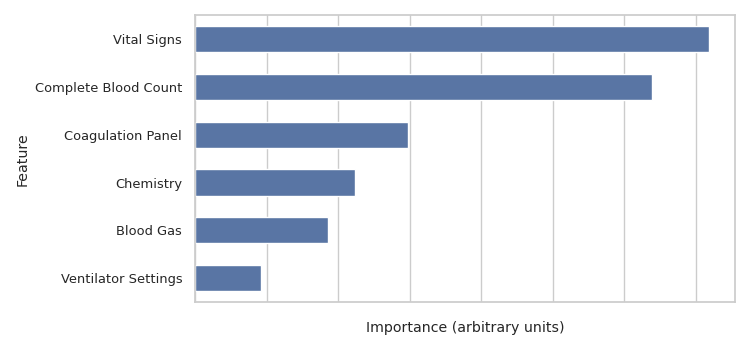 Vital Signs
Complete Blood Count
Coagulation Panel
Chemistry
Blood Gas
Ventilator Settings
Feature
Importance (arbitrary units)